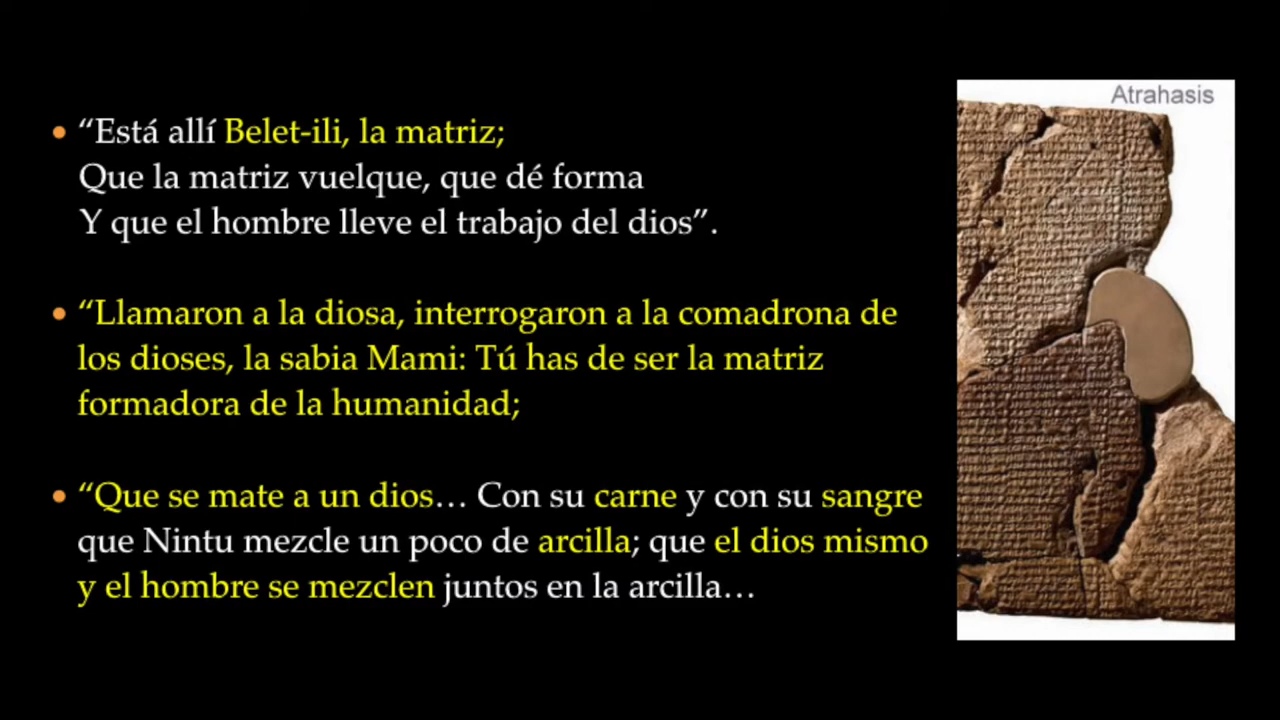 Atrahasis
• “Está allí Belet-ili, la matriz;
Que la matriz vuelque, que dé forma
Y que el hombre lleve el trabajo del dios”.
• “Llamaron a la diosa, interrogaron a la comadrona de
los dioses, la sabia Mami: Tú has de ser la matriz
formadora de la humanidad;
• “Que se mate a un dios… Con su carne y con su sangre
que Nintu mezcle un poco de arcilla; que el dios mismo
y el hombre se mezclen juntos en la arcilla…